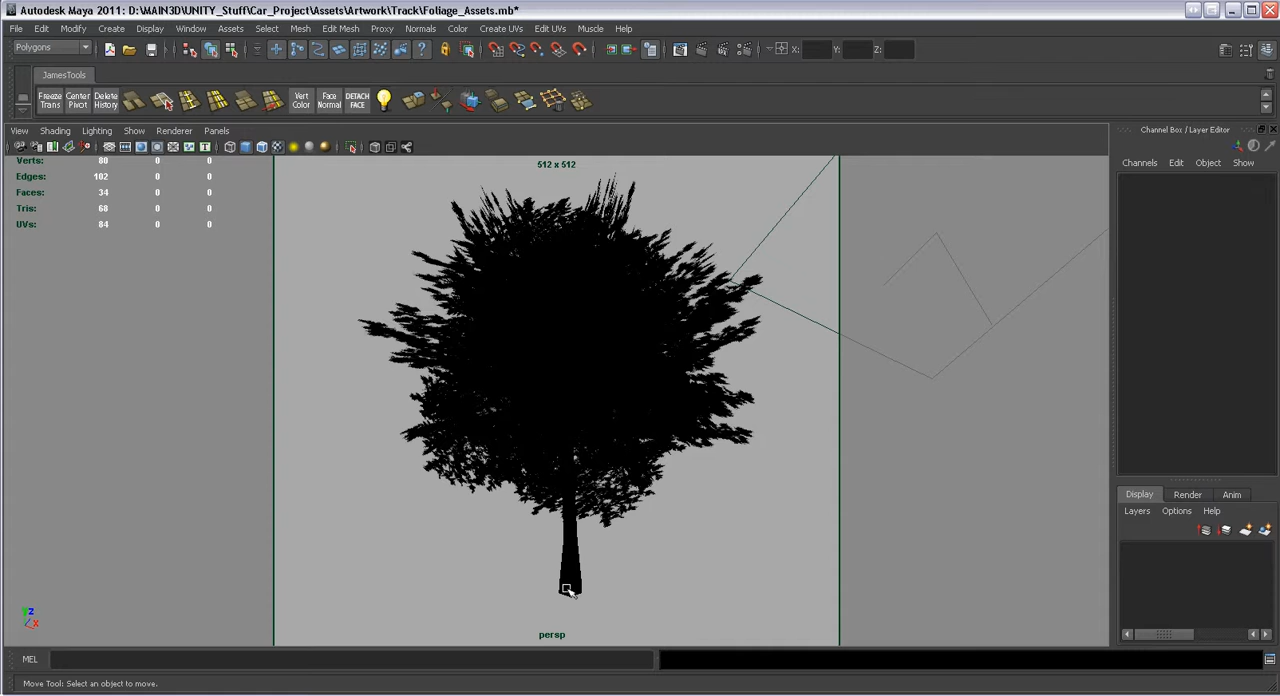 Autodesk Maya 2011: D:\MAIN3D\UNITY_Stuff\Car_Project\Assets\Artwork\Track\Foliage_Assets.mb*
File Edit Modify Create Display Window Assets Select Mesh Edit Mesh Proxy Normals Color Create UVs Edit UVs Muscle Help
Polygons X: Y: Z:
JamesTools
Freeze Trans Center Pivot Delete History Vert Color Face Normal DETACH FACE
View Shading Lighting Show Renderer Panels
Channel Box / Layer Editor
Channels Edit Object Show
512 x 512
Verts: 80 0 0
Edges: 102 0 0
Faces: 34 0 0
Tris: 68 0 0
UVs: 84 0 0
Display Render Anim
Layers Options Help
Y Z X
persp
MEL
Move Tool: Select an object to move.